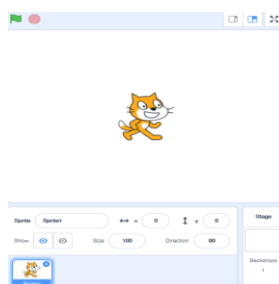 Sprite Sprite1 ↔ x 0 ↕ y 0 Stage
Show Size 100 Direction 90
Backdrops
1